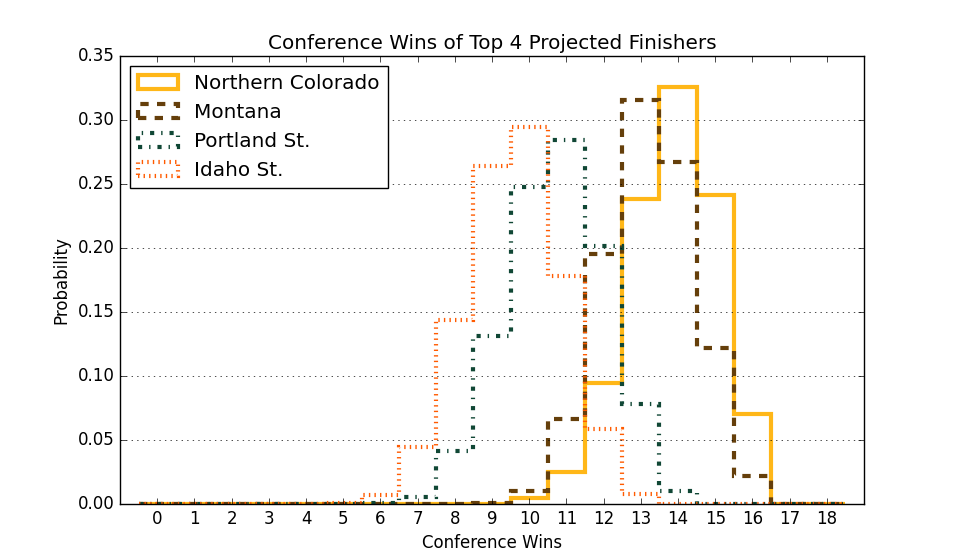 Conference Wins of Top 4 Projected Finishers
0.35
0.30
0.25
0.20
0.15
0.10
0.05
0.00
Probability
Northern Colorado
Montana
Portland St.
Idaho St.
0 1 2 3 4 5 6 7 8 9 10 11 12 13 14 15 16 17 18
Conference Wins